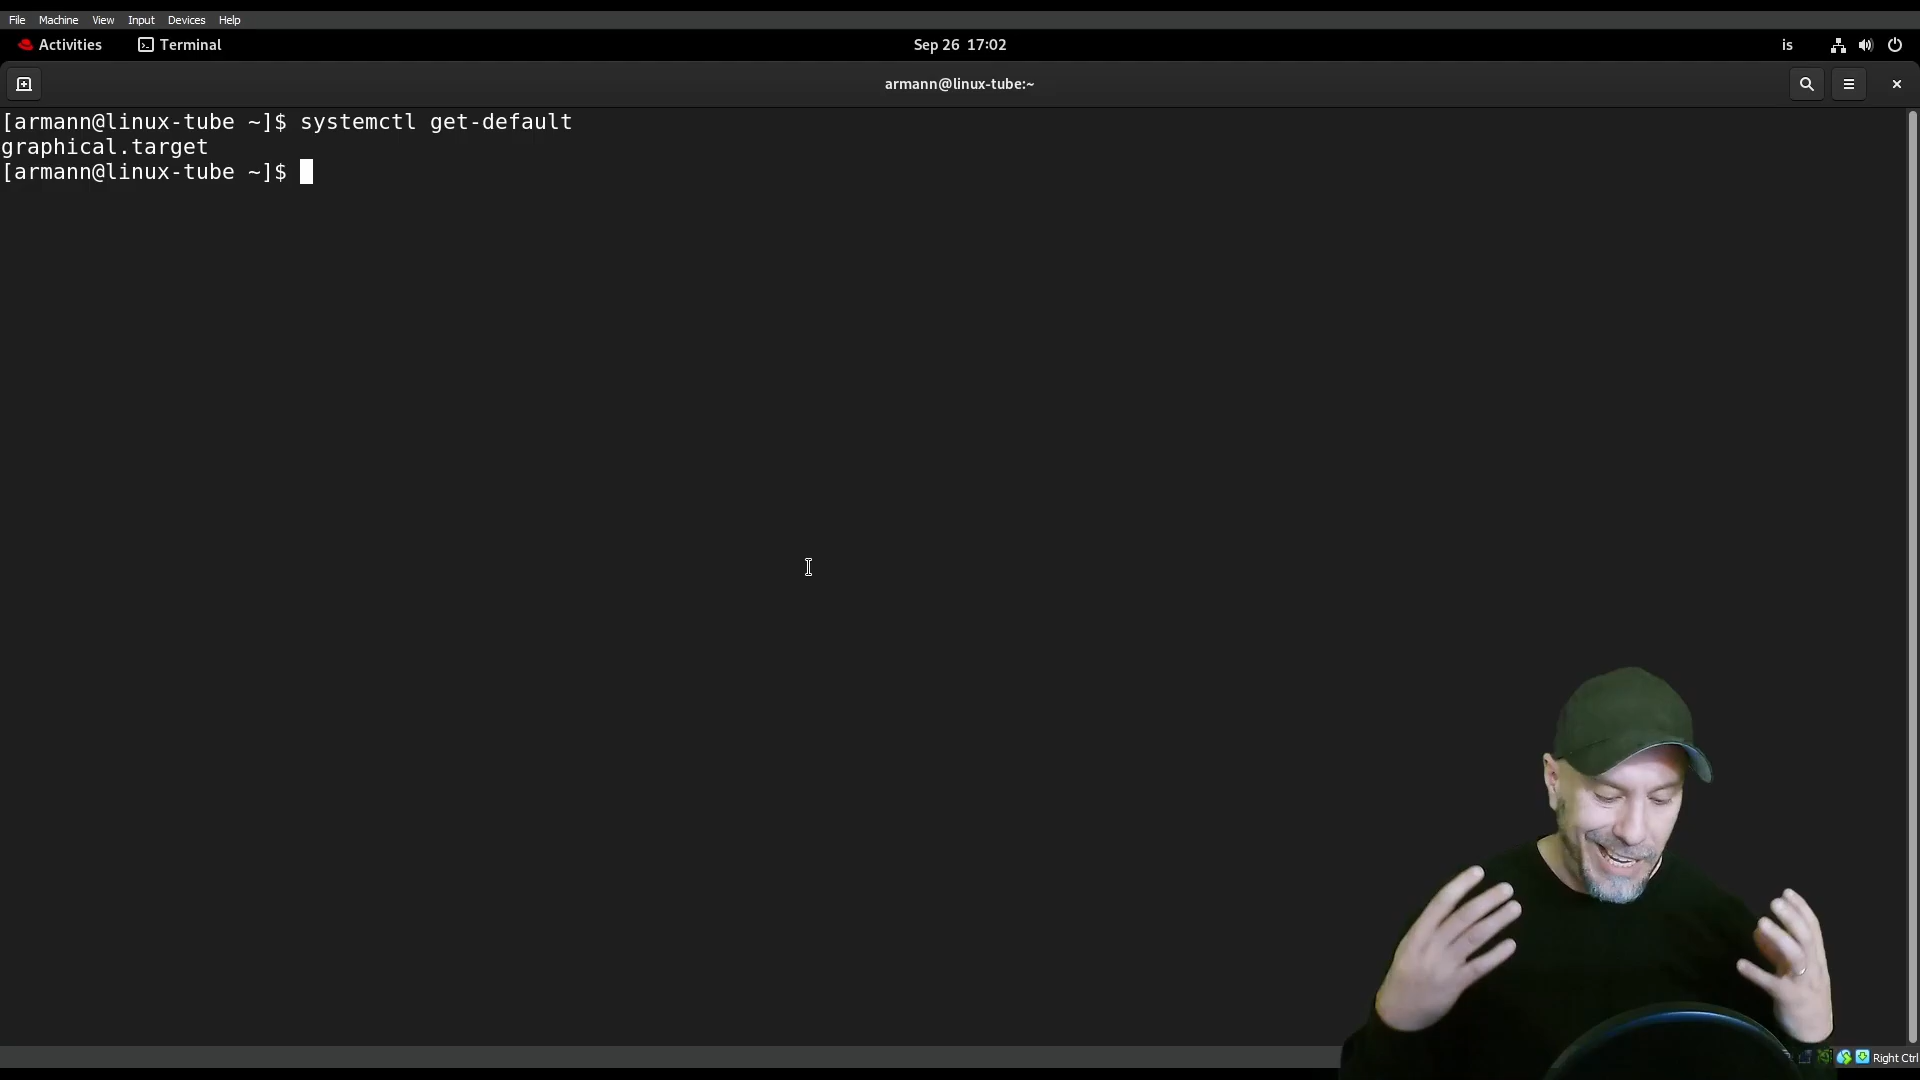 File Machine View Input Devices Help
Activities Terminal Sep 26 17:02 is
armann@linux-tube:~
[armann@linux-tube ~]$ systemctl get-default
graphical.target
[armann@linux-tube ~]$
Right Ctrl